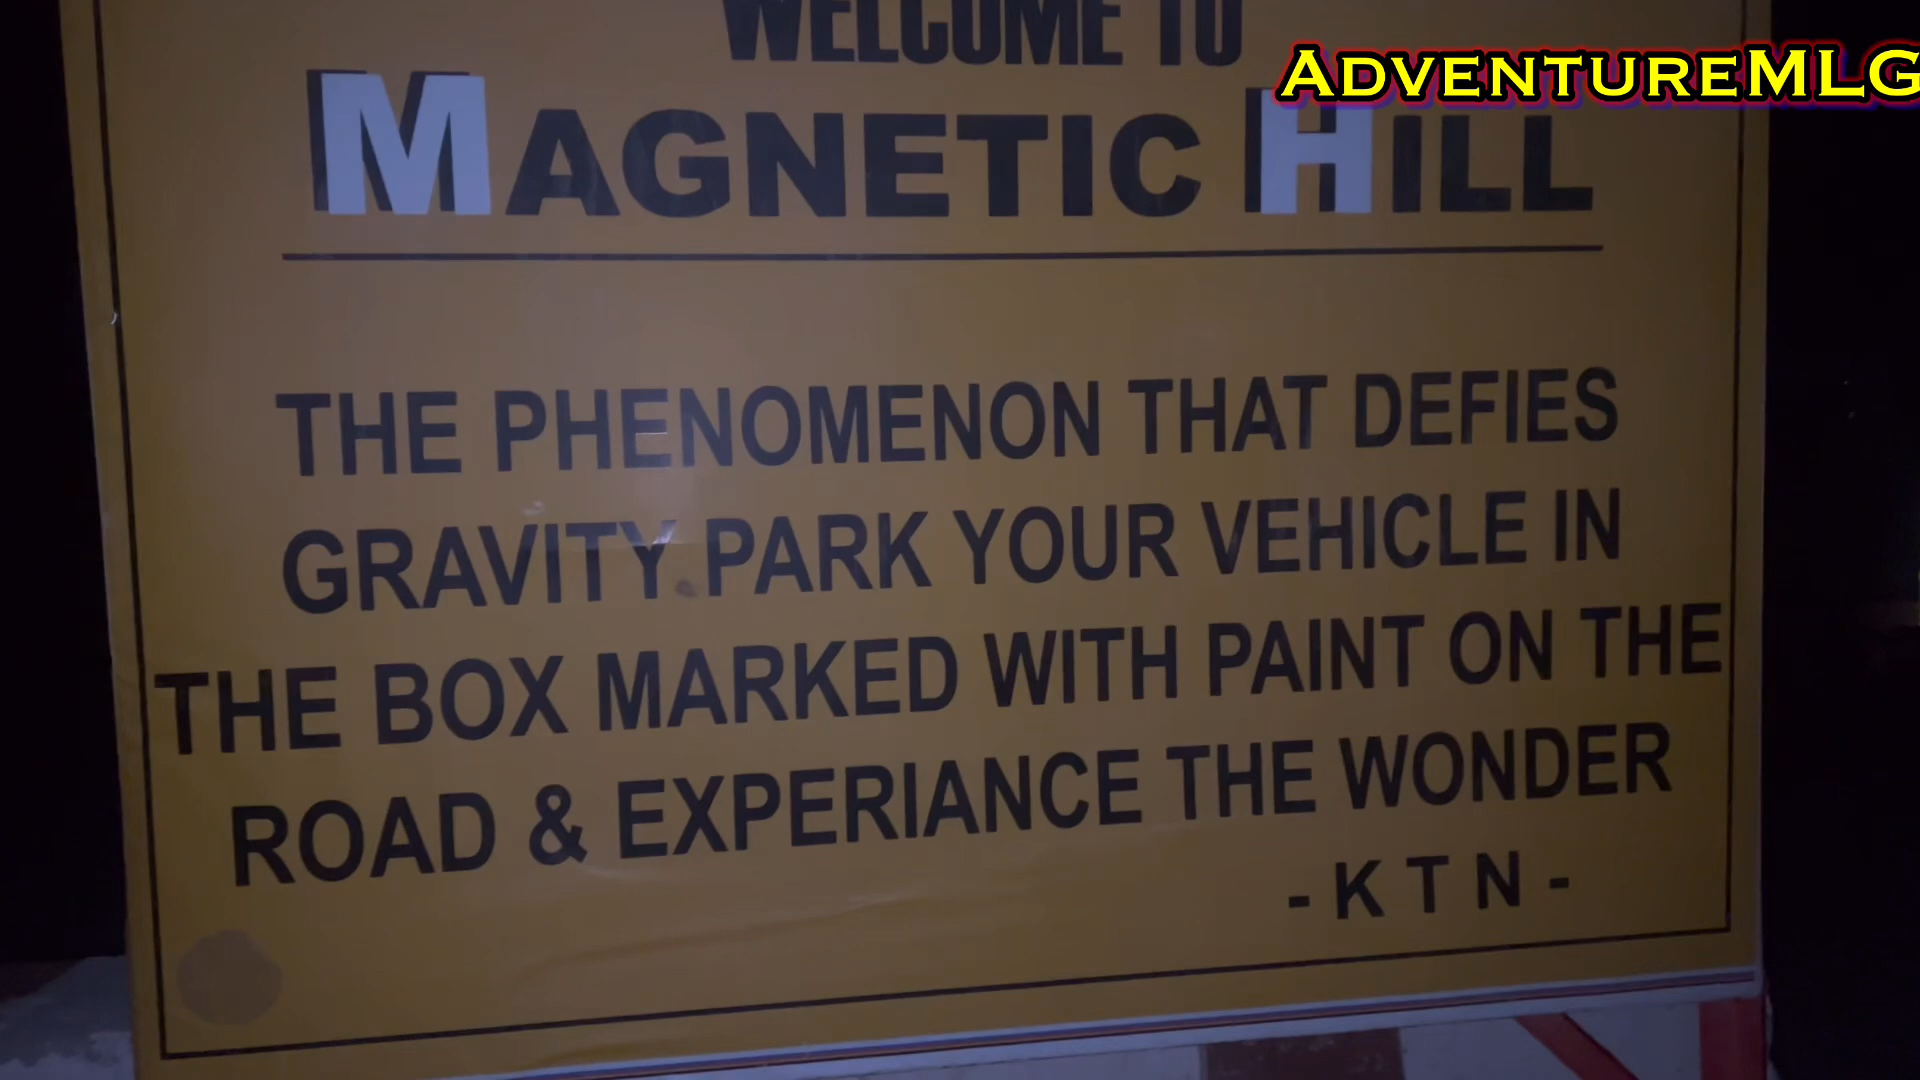 WELCOME TO
ADVENTUREMLG
MAGNETIC HILL
THE PHENOMENON THAT DEFIES
GRAVITY PARK YOUR VEHICLE IN
THE BOX MARKED WITH PAINT ON THE
ROAD & EXPERIANCE THE WONDER
- K T N -